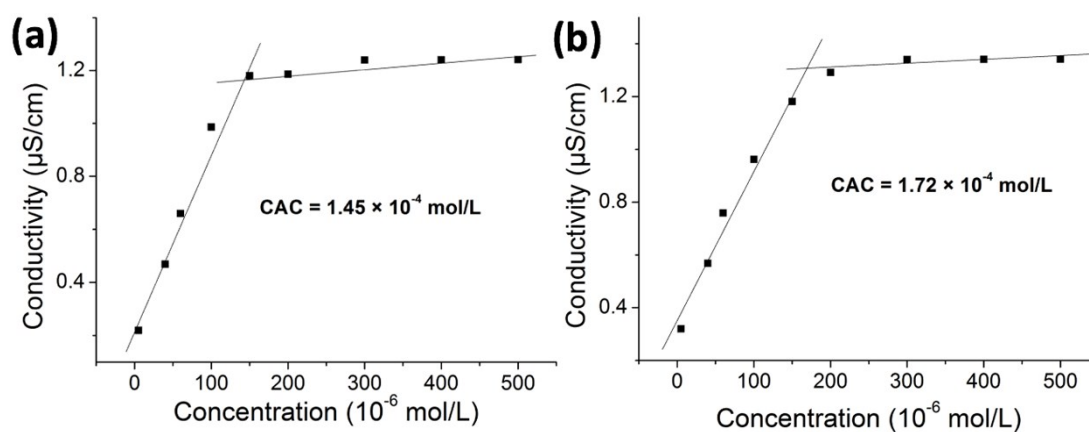 (a)
Conductivity (µS/cm)
1.2
0.8
0.4
CAC = 1.45 × 10⁻⁴ mol/L
0 100 200 300 400 500
Concentration (10⁻⁶ mol/L)
(b)
Conductivity (µS/cm)
1.2
0.8
0.4
CAC = 1.72 × 10⁻⁴ mol/L
0 100 200 300 400 500
Concentration (10⁻⁶ mol/L)